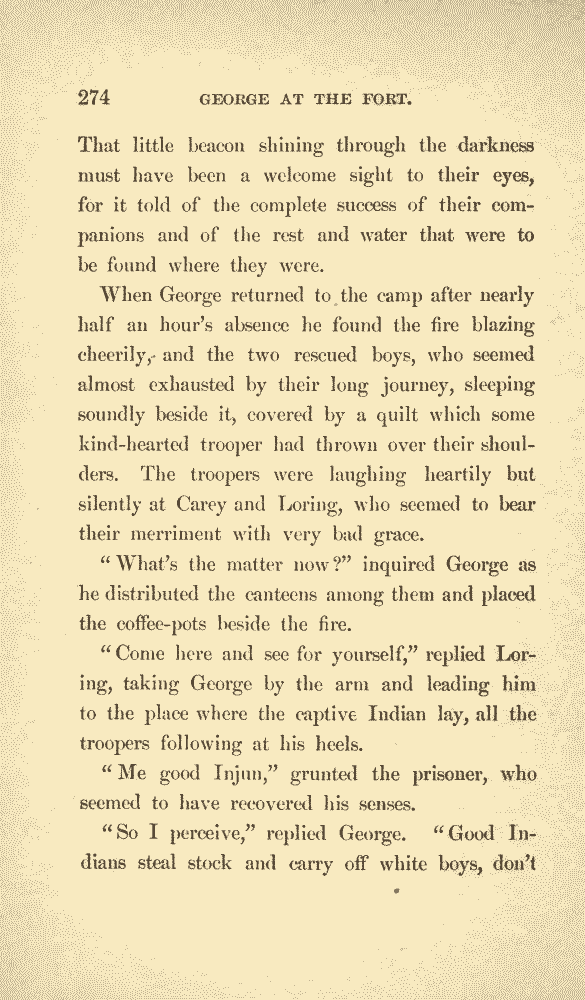 274 GEORGE AT THE FORT.
That little beacon shining through the darkness
must have been a welcome sight to their eyes,
for it told of the complete success of their com-
panions and of the rest and water that were to
be found where they were.
When George returned to the camp after nearly
half an hour's absence he found the fire blazing
cheerily, and the two rescued boys, who seemed
almost exhausted by their long journey, sleeping
soundly beside it, covered by a quilt which some
kind-hearted trooper had thrown over their shoul-
ders. The troopers were laughing heartily but
silently at Carey and Loring, who seemed to bear
their merriment with very bad grace.
"What's the matter now?" inquired George as
he distributed the canteens among them and placed
the coffee-pots beside the fire.
"Come here and see for yourself," replied Lor-
ing, taking George by the arm and leading him
to the place where the captive Indian lay, all the
troopers following at his heels.
"Me good Injun," grunted the prisoner, who
seemed to have recovered his senses.
"So I perceive," replied George. "Good In-
dians steal stock and carry off white boys, don't